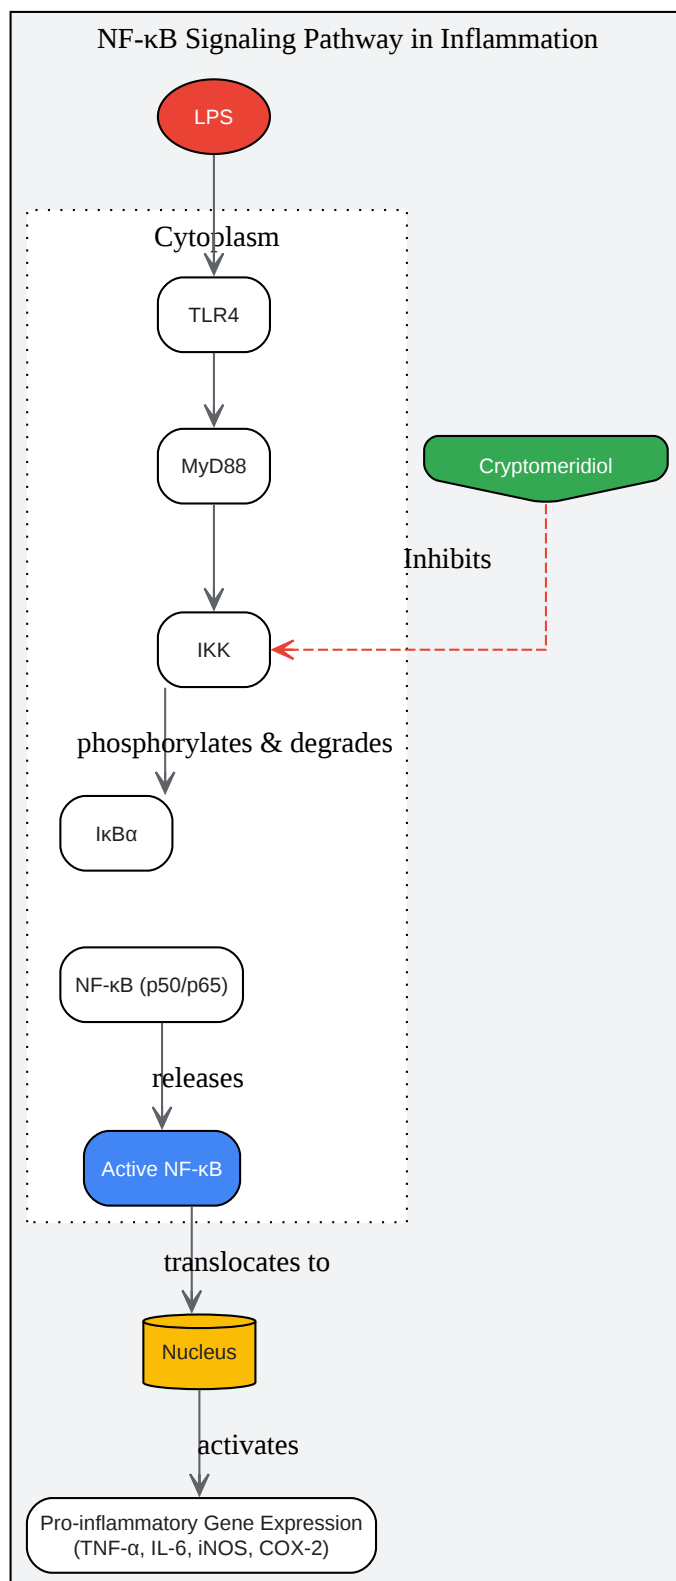 NF-κB Signaling Pathway in Inflammation
LPS
Cytoplasm
TLR4
MyD88
Cryptomeridiol
Inhibits
IKK
phosphorylates & degrades
IκBα
NF-κB (p50/p65)
releases
Active NF-κB
translocates to
Nucleus
activates
Pro-inflammatory Gene Expression
(TNF-α, IL-6, iNOS, COX-2)